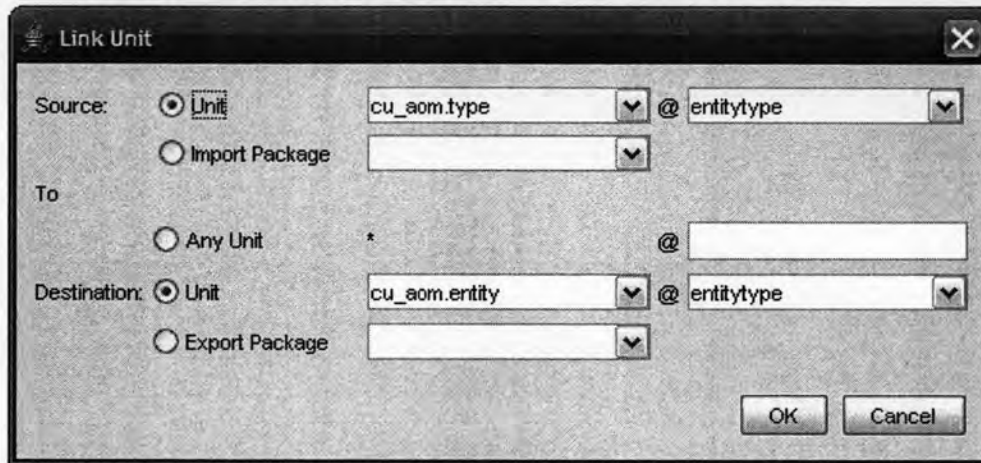 Link Unit
Source: Unit cu_aom.type @ entitytype
Import Package
To
Any Unit * @
Destination: Unit cu_aom.entity @ entitytype
Export Package
OK Cancel